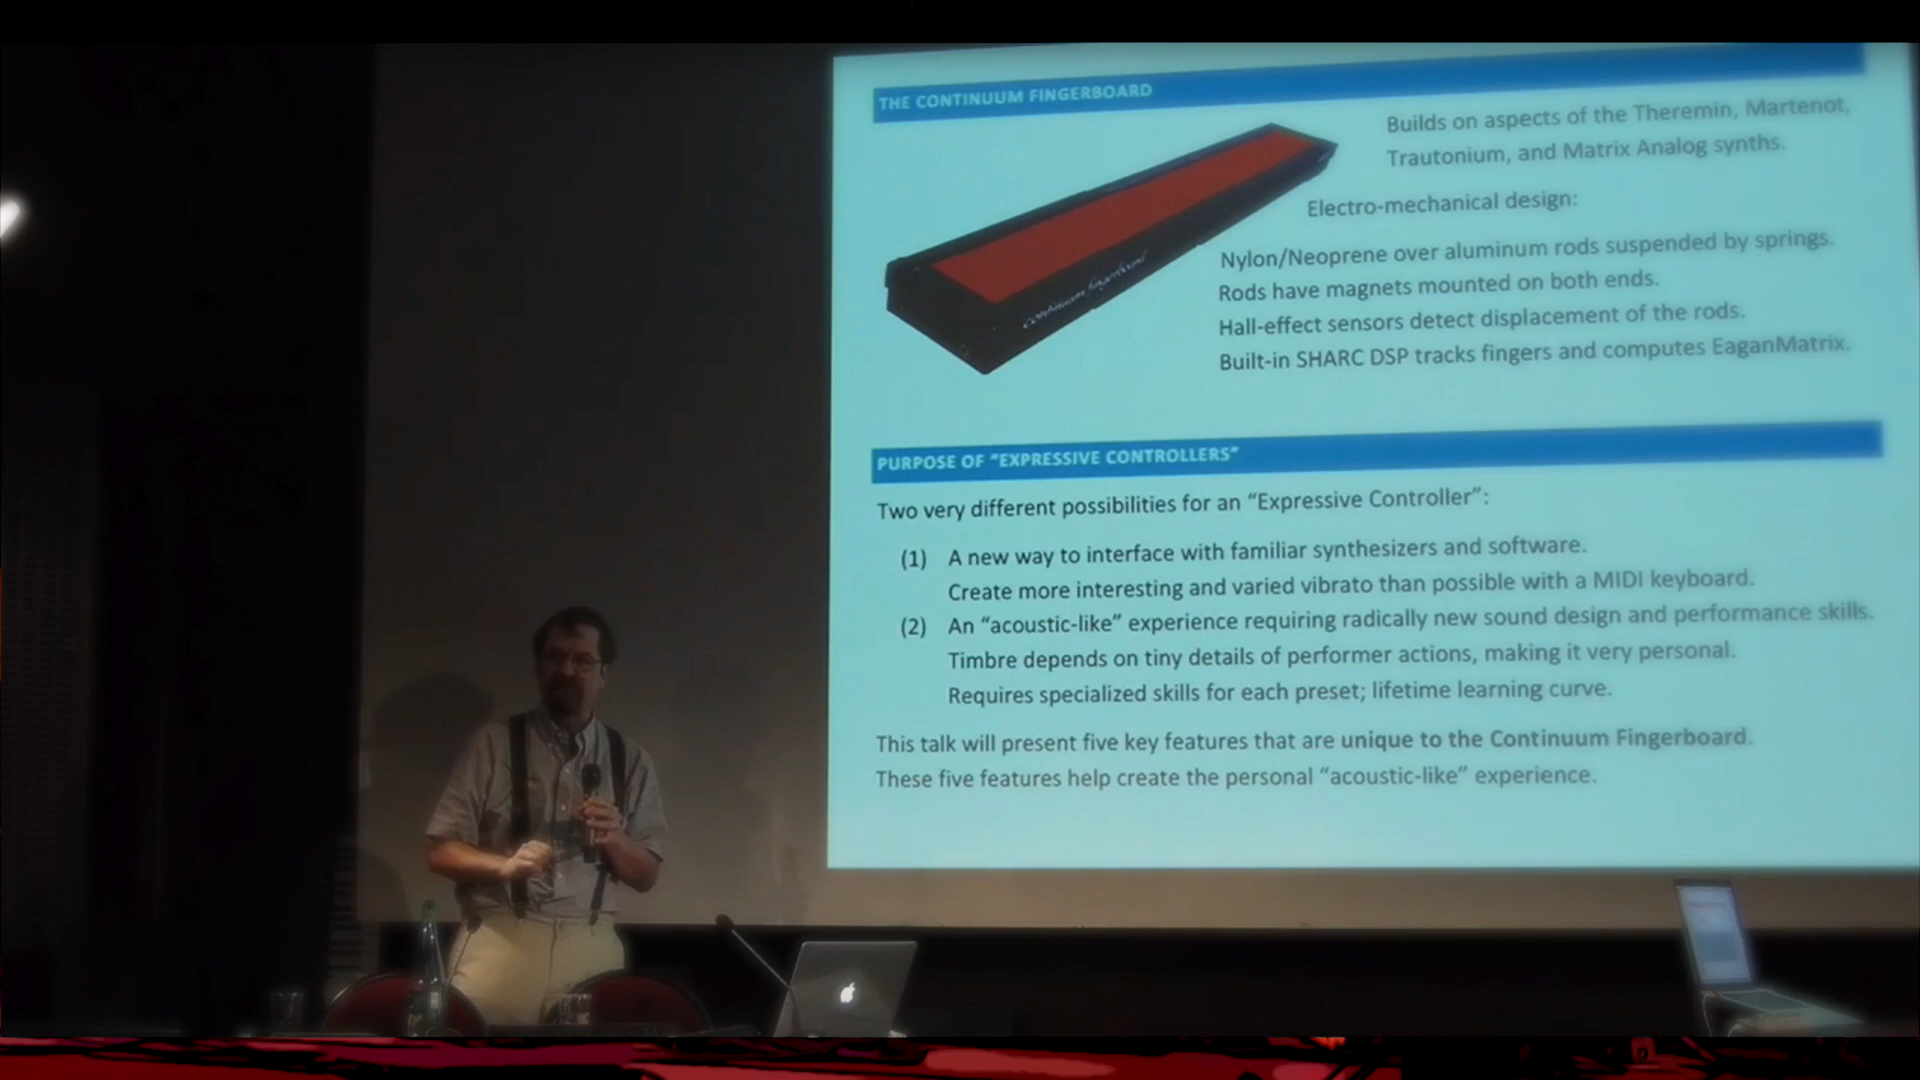 THE CONTINUUM FINGERBOARD
Builds on aspects of the Theremin, Martenot,
Trautonium, and Matrix Analog synths.
Electro-mechanical design:
Nylon/Neoprene over aluminum rods suspended by springs.
Rods have magnets mounted on both ends.
Hall-effect sensors detect displacement of the rods.
Built-in SHARC DSP tracks fingers and computes EaganMatrix.
continuum fingerboard
PURPOSE OF “EXPRESSIVE CONTROLLERS”
Two very different possibilities for an “Expressive Controller”:
(1) A new way to interface with familiar synthesizers and software.
Create more interesting and varied vibrato than possible with a MIDI keyboard.
(2) An “acoustic-like” experience requiring radically new sound design and performance skills.
Timbre depends on tiny details of performer actions, making it very personal.
Requires specialized skills for each preset; lifetime learning curve.
This talk will present five key features that are unique to the Continuum Fingerboard.
These five features help create the personal “acoustic-like” experience.